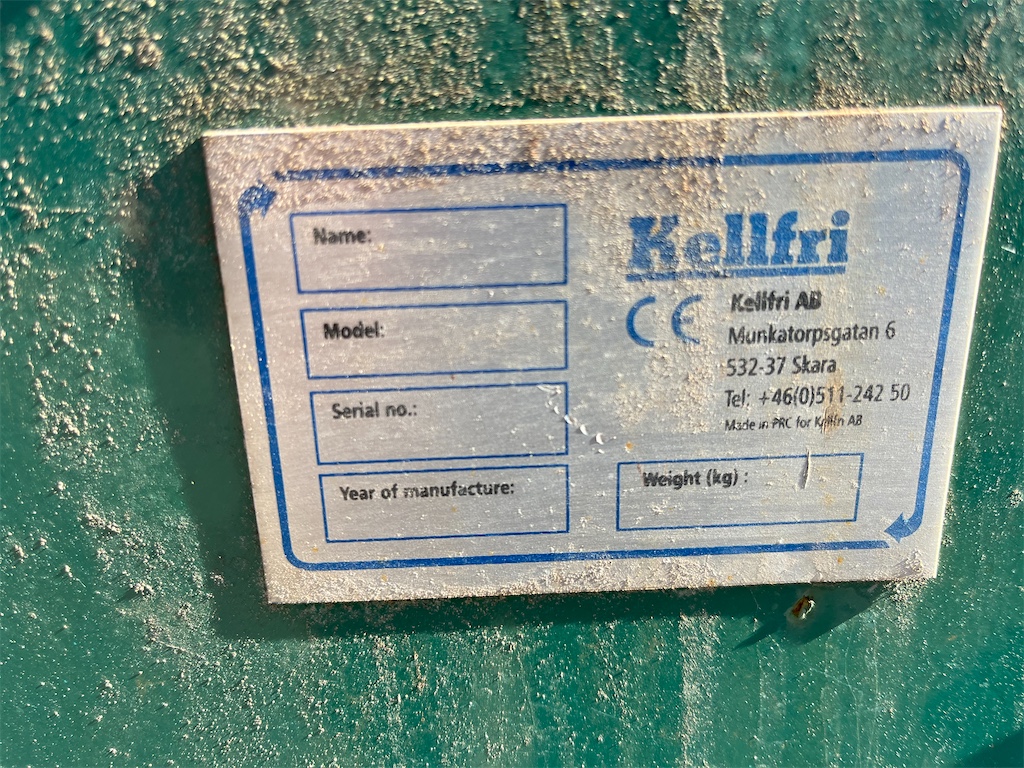 Name:
Model:
Serial no.:
Year of manufacture:
Kellfri
CE
Kellfri AB
Munkatorpsgatan 6
532-37 Skara
Tel: +46(0)511-242 50
Made in PRC for Kellfri AB
Weight (kg) :